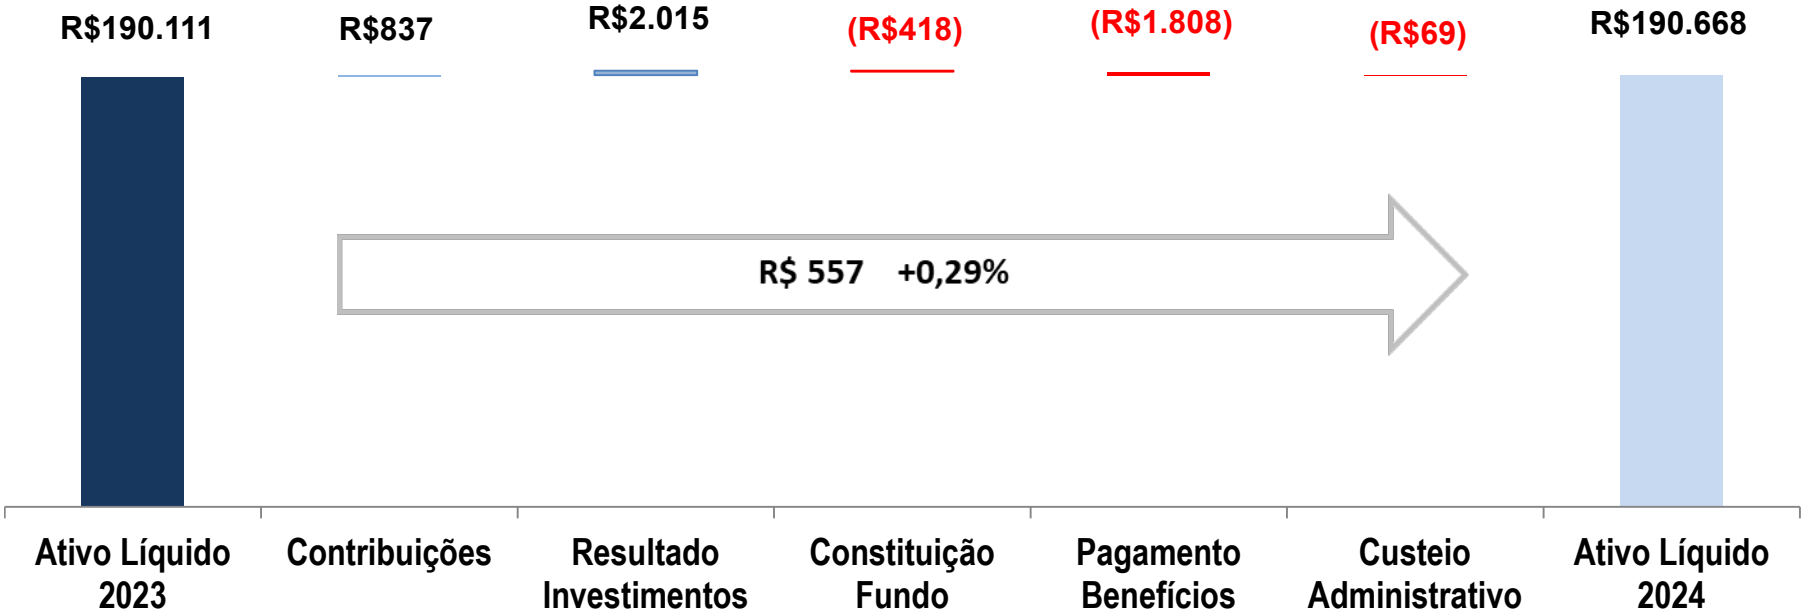 R$190.111
R$837
R$2.015
(R$418)
(R$1.808)
(R$69)
R$190.668
R$ 557 +0,29%
Ativo Líquido
2023
Contribuições
Resultado
Investimentos
Constituição
Fundo
Pagamento
Benefícios
Custeio
Administrativo
Ativo Líquido
2024